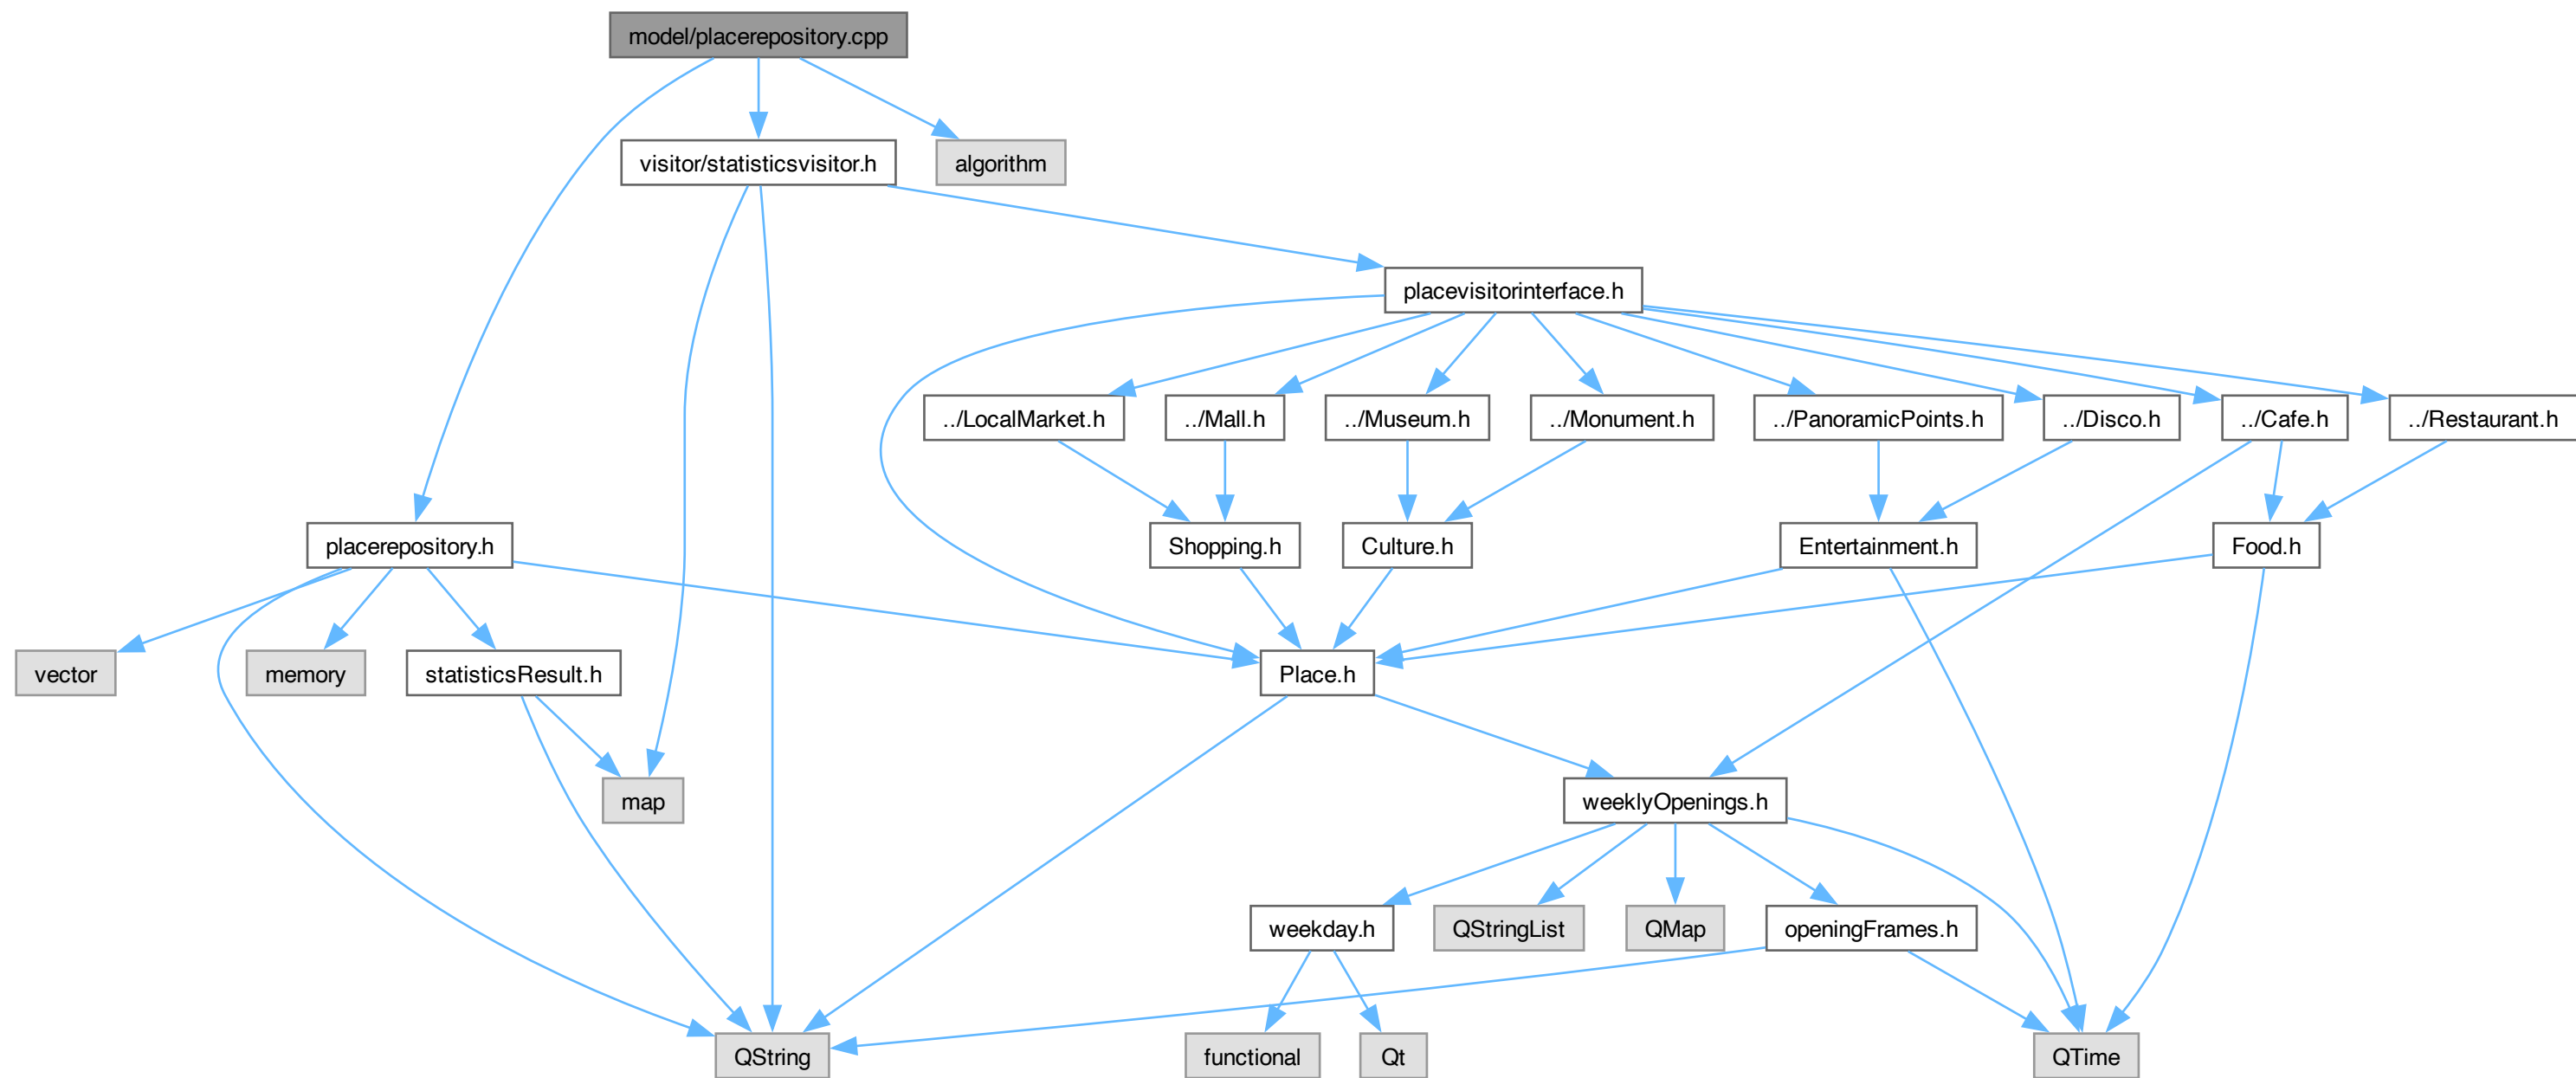 model/placerepository.cpp
visitor/statisticsvisitor.h
algorithm
placevisitorinterface.h
../LocalMarket.h
../Mall.h
../Museum.h
../Monument.h
../PanoramicPoints.h
../Disco.h
../Cafe.h
../Restaurant.h
placerepository.h
Shopping.h
Culture.h
Entertainment.h
Food.h
vector
memory
statisticsResult.h
Place.h
map
weeklyOpenings.h
weekday.h
QStringList
QMap
openingFrames.h
QString
functional
Qt
QTime